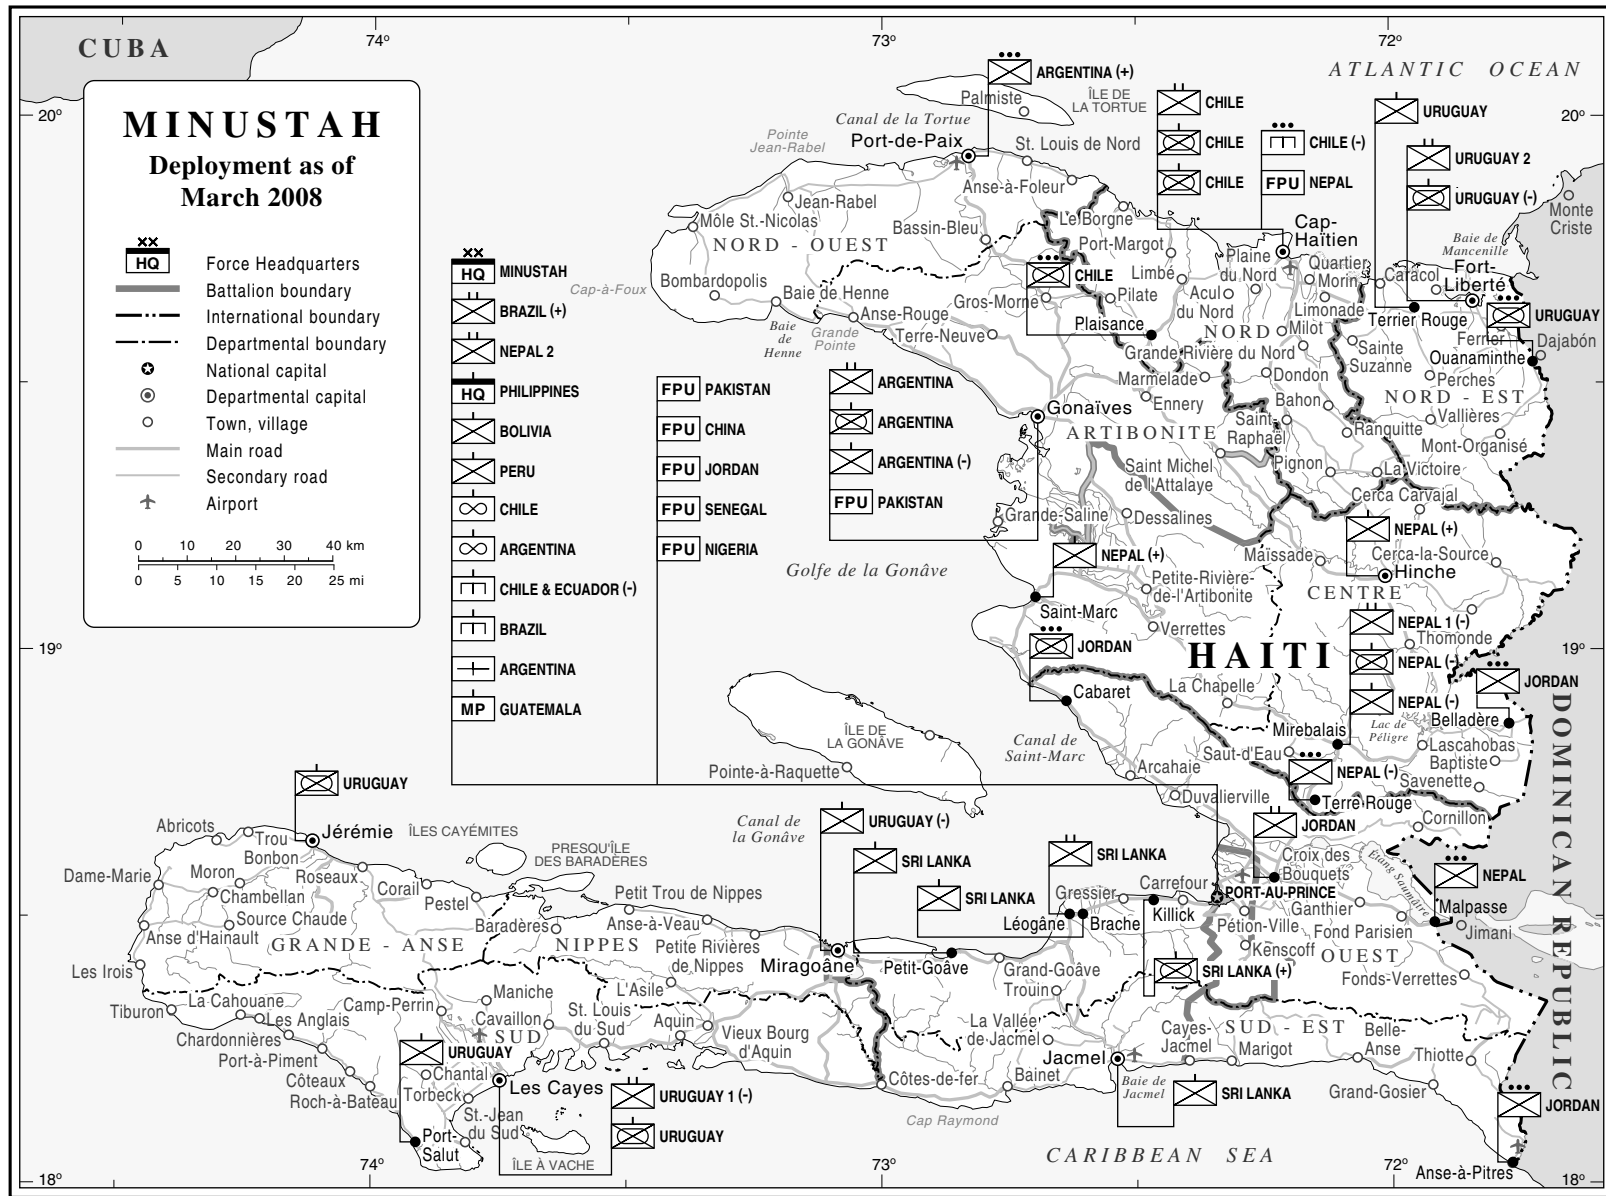 CUBA
74º
73º
72º
ATLANTIC OCEAN
20º
20º
MINUSTAH
Deployment as of
March 2008
HQ
Force Headquarters
Battalion boundary
International boundary
Departmental boundary
National capital
Departmental capital
Town, village
Main road
Secondary road
Airport
0 10 20 30 40 km
0 5 10 15 20 25 mi
HQ MINUSTAH
BRAZIL (+)
NEPAL 2
HQ PHILIPPINES
BOLIVIA
PERU
CHILE
ARGENTINA
CHILE & ECUADOR (-)
BRAZIL
ARGENTINA
MP GUATEMALA
FPU PAKISTAN
FPU CHINA
FPU JORDAN
FPU SENEGAL
FPU NIGERIA
ARGENTINA
ARGENTINA
ARGENTINA (-)
FPU PAKISTAN
ARGENTINA (+)
Palmiste
ÎLE DE
LA TORTUE
Canal de la Tortue
Port-de-Paix
Pointe
Jean-Rabel
St. Louis de Nord
Anse-à-Foleur
Jean-Rabel
Môle St.-Nicolas
NORD - OUEST
Bassin-Bleu
Bombardopolis
Cap-à-Foux
Baie de Henne
Baie
de
Henne
Grande
Pointe
Anse-Rouge
Terre-Neuve
CHILE
CHILE
CHILE
CHILE (-)
FPU NEPAL
Le Borgne
Port-Margot
Cap-
Haïtien
CHILE
Limbé
Plaine
du Nord
Quartier
Morin
Acul
du Nord
Limonade
Gros-Morne
Pilate
Plaisance
NORD
Milot
Grande Rivière du Nord
Marmelade
Dondon
Ennery
Bahon
Saint-
Raphaël
Ranquitte
Pignon
La Victoire
URUGUAY
URUGUAY 2
URUGUAY (-)
Monte
Criste
Baie de
Mancenille
Caracol
Fort-
Liberté
Terrier Rouge
URUGUAY
Ferrier
Dajabón
Ouanaminthe
Sainte
Suzanne
Perches
NORD - EST
Vallières
Mont-Organisé
Gonaïves
ARTIBONITE
Saint Michel
de l'Attalaye
Cerca Carvajal
Grande-Saline
Dessalines
NEPAL (+)
NEPAL (+)
Maïssade
Cerca-la-Source
Hinche
Golfe de la Gonâve
Petite-Rivière-
de-l'Artibonite
CENTRE
Saint-Marc
Verrettes
NEPAL 1 (-)
Thomonde
19º
19º
JORDAN
HAITI
NEPAL (-)
NEPAL (-)
JORDAN
Cabaret
La Chapelle
Belladère
Mirebalais
Lac de
Péligre
ÎLE DE
LA GONÂVE
Canal de
Saint-Marc
Saut-d'Eau
Lascahobas
Baptiste
Pointe-à-Raquette
Arcahaie
NEPAL (-)
Savenette
Duvalierville
Terre Rouge
Cornillon
DOMINICAN REPUBLIC
URUGUAY
Abricots
Trou
Bonbon
Jérémie
ÎLES CAYÉMITES
Canal de
la Gonâve
URUGUAY (-)
JORDAN
PRESQU'ÎLE
DES BARADÈRES
SRI LANKA
SRI LANKA
Croix des
Bouquets
Étang Saumâtre
Dame-Marie
Moron
Roseaux
Chambellan
Corail
Pestel
Petit Trou de Nippes
SRI LANKA
Gressier
Carrefour
PORT-AU-PRINCE
NEPAL
Malpasse
Source Chaude
Anse d'Hainault
Baradères
Anse-à-Veau
Léogâne
Brache
Killick
Pétion-Ville
Ganthier
Fond Parisien
Jimani
GRANDE - ANSE
NIPPES
Petite Rivières
de Nippes
Miragoâne
Petit-Goâve
Grand-Goâve
Kenscoff
OUEST
Les Irois
SRI LANKA (+)
Trouin
Fonds-Verrettes
Tiburon
La Cahouane
Camp-Perrin
Maniche
L'Asile
Les Anglais
Cavaillon
St. Louis
du Sud
Aquin
Vieux Bourg
d'Aquin
La Vallée
de Jacmel
Cayes-
Jacmel
SUD - EST
Marigot
Belle-
Anse
Thiotte
Chardonnières
Port-à-Piment
SUD
URUGUAY
Chantal
Jacmel
Côteaux
Roch-à-Bateau
Torbeck
Les Cayes
Côtes-de-fer
Bainet
Baie de
Jacmel
Grand-Gosier
URUGUAY 1 (-)
SRI LANKA
JORDAN
St.-Jean
du Sud
Port-
Salut
URUGUAY
Cap Raymond
ÎLE À VACHE
CARIBBEAN SEA
Anse-à-Pitres
18º
74º
73º
72º
18º